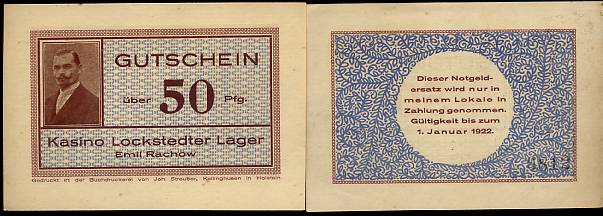 GUTSCHEIN
über 50 Pfg.
Kasino Lockstedter Lager
Emil Rachow
Gedruckt in der Buchdruckerei von Joh. Streuber, Kellinghusen in Holstein
Dieser Notgeld-
ersatz wird nur in
meinem Lokale in
Zahlung genommen.
Gültigkeit bis zum
1. Januar 1922.